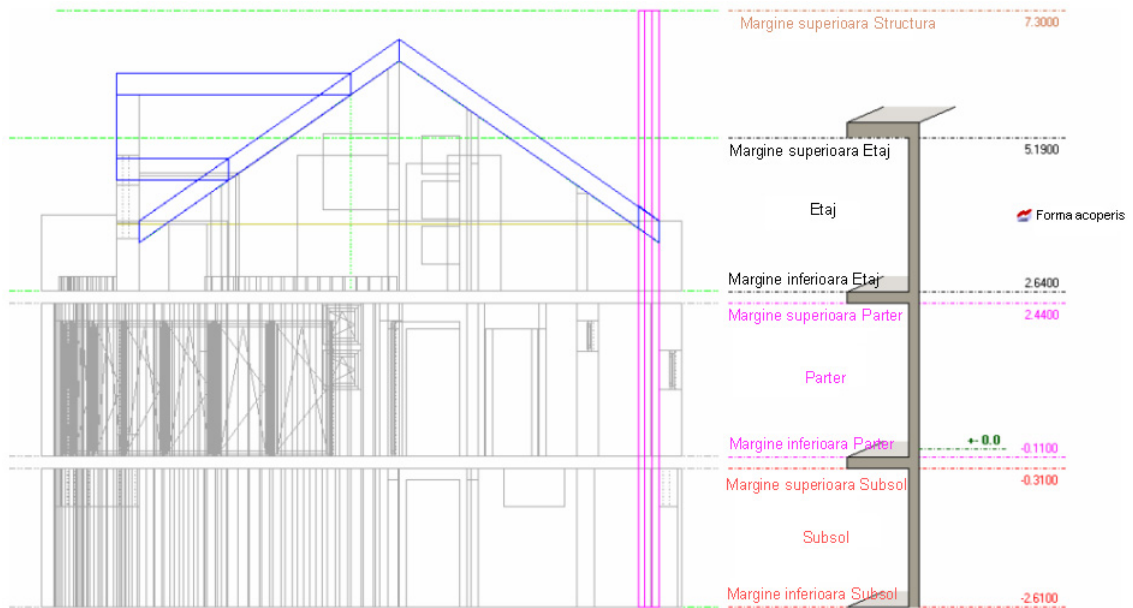 Margine superioara Structura 7.3000
Margine superioara Etaj 5.1900
Etaj
Forma acoperis
Margine inferioara Etaj 2.6400
Margine superioara Parter 2.4400
Parter
Margine inferioara Parter +- 0.0 -0.1100
Margine superioara Subsol -0.3100
Subsol
Margine inferioara Subsol -2.6100